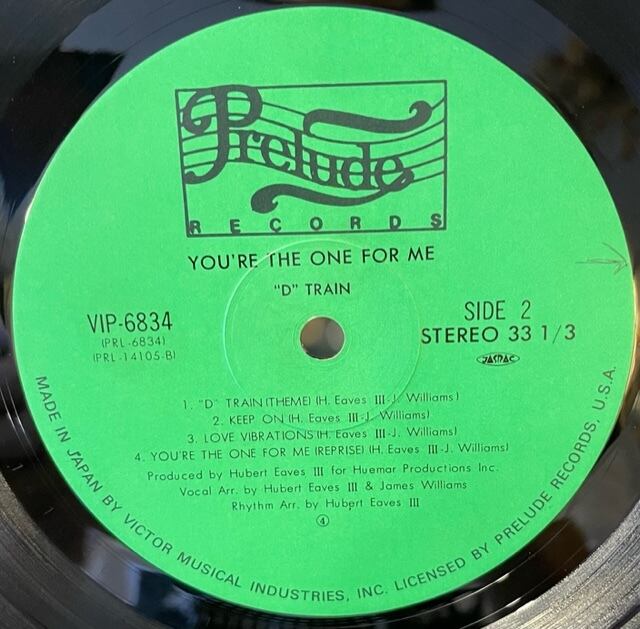 Prelude
RECORDS
YOU'RE THE ONE FOR ME
"D" TRAIN
VIP-6834
(PRL-6834)
(PRL-14105-B)
SIDE 2
STEREO 33 1/3
JASRAC
1. "D" TRAIN (THEME) (H. Eaves III-J. Williams)
2. KEEP ON (H. Eaves III-J. Williams)
3. LOVE VIBRATIONS (H. Eaves III-J. Williams)
4. YOU'RE THE ONE FOR ME (REPRISE) (H. Eaves III-J. Williams)
Produced by Hubert Eaves III for Huemar Productions Inc.
Vocal Arr. by Hubert Eaves III & James Williams
Rhythm Arr. by Hubert Eaves III
④
MADE IN JAPAN BY VICTOR MUSICAL INDUSTRIES, INC. LICENSED BY PRELUDE RECORDS, U.S.A.